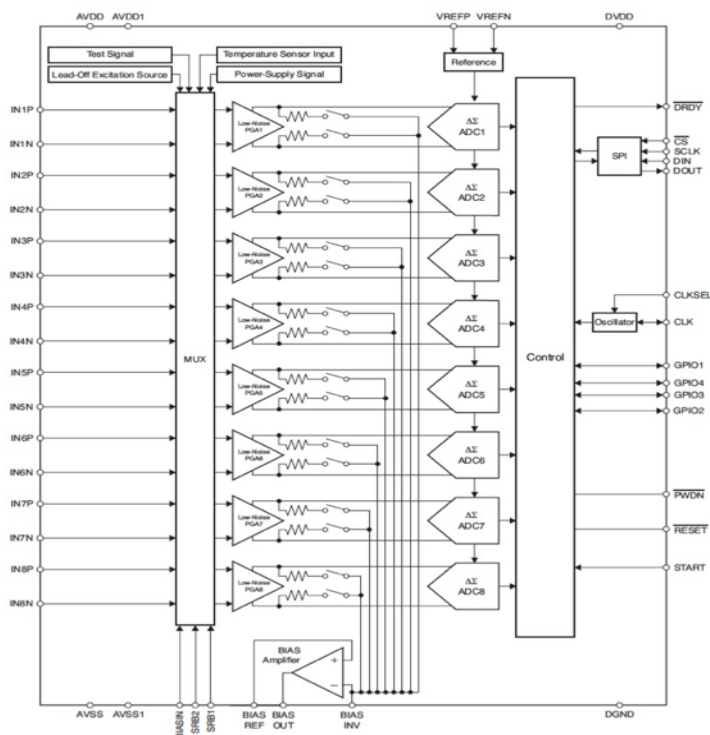 AVDD AVDD1 VREFP VREFN DVDD
Test Signal
Temperature Sensor Input
Lead-Off Excitation Source
Power-Supply Signal
Reference
IN1P
IN1N
Low-Noise
PGA1
ΔΣ
ADC1
DRDY
CS
SCLK
DIN
DOUT
SPI
IN2P
IN2N
Low-Noise
PGA2
ΔΣ
ADC2
IN3P
IN3N
Low-Noise
PGA3
ΔΣ
ADC3
IN4P
IN4N
Low-Noise
PGA4
ΔΣ
ADC4
CLKSEL
Oscillator
CLK
MUX
Control
IN5P
IN5N
Low-Noise
PGA5
ΔΣ
ADC5
GPIO1
GPIO4
GPIO3
GPIO2
IN6P
IN6N
Low-Noise
PGA6
ΔΣ
ADC6
PWDN
IN7P
IN7N
Low-Noise
PGA7
ΔΣ
ADC7
RESET
IN8P
IN8N
Low-Noise
PGA8
ΔΣ
ADC8
START
BIAS
Amplifier
+
−
AVSS AVSS1
BIASIN
SRB2
SRB1
BIAS
REF
BIAS
OUT
BIAS
INV
DGND